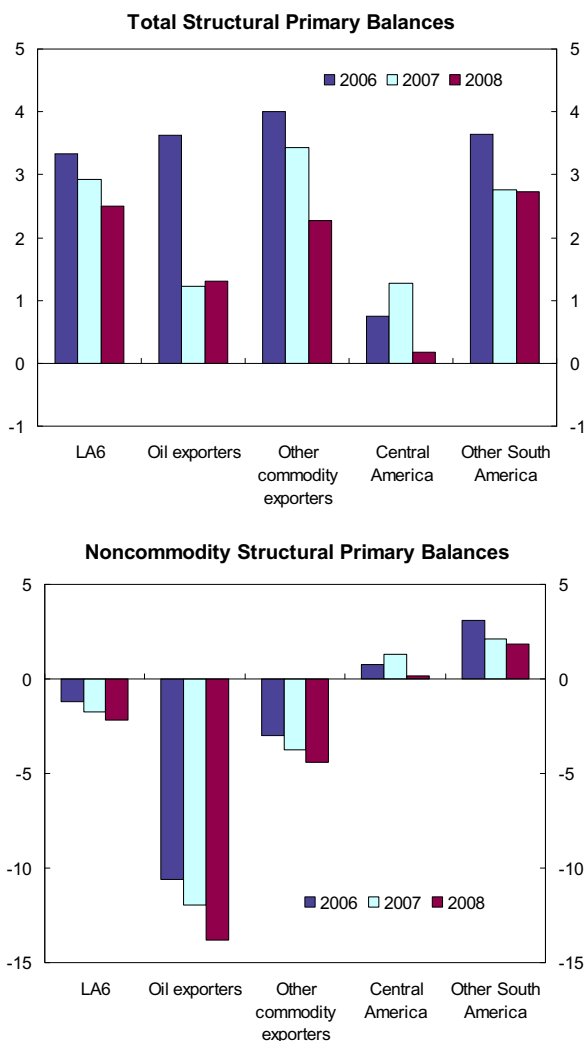 Total Structural Primary Balances
5 5
2006 2007 2008
4 4
3 3
2 2
1 1
0 0
-1 -1
LA6 Oil exporters Other Central Other South
commodity America America
exporters
Noncommodity Structural Primary Balances
5 5
0 0
-5 -5
-10 -10
2006 2007 2008
-15 -15
LA6 Oil exporters Other Central Other South
commodity America America
exporters